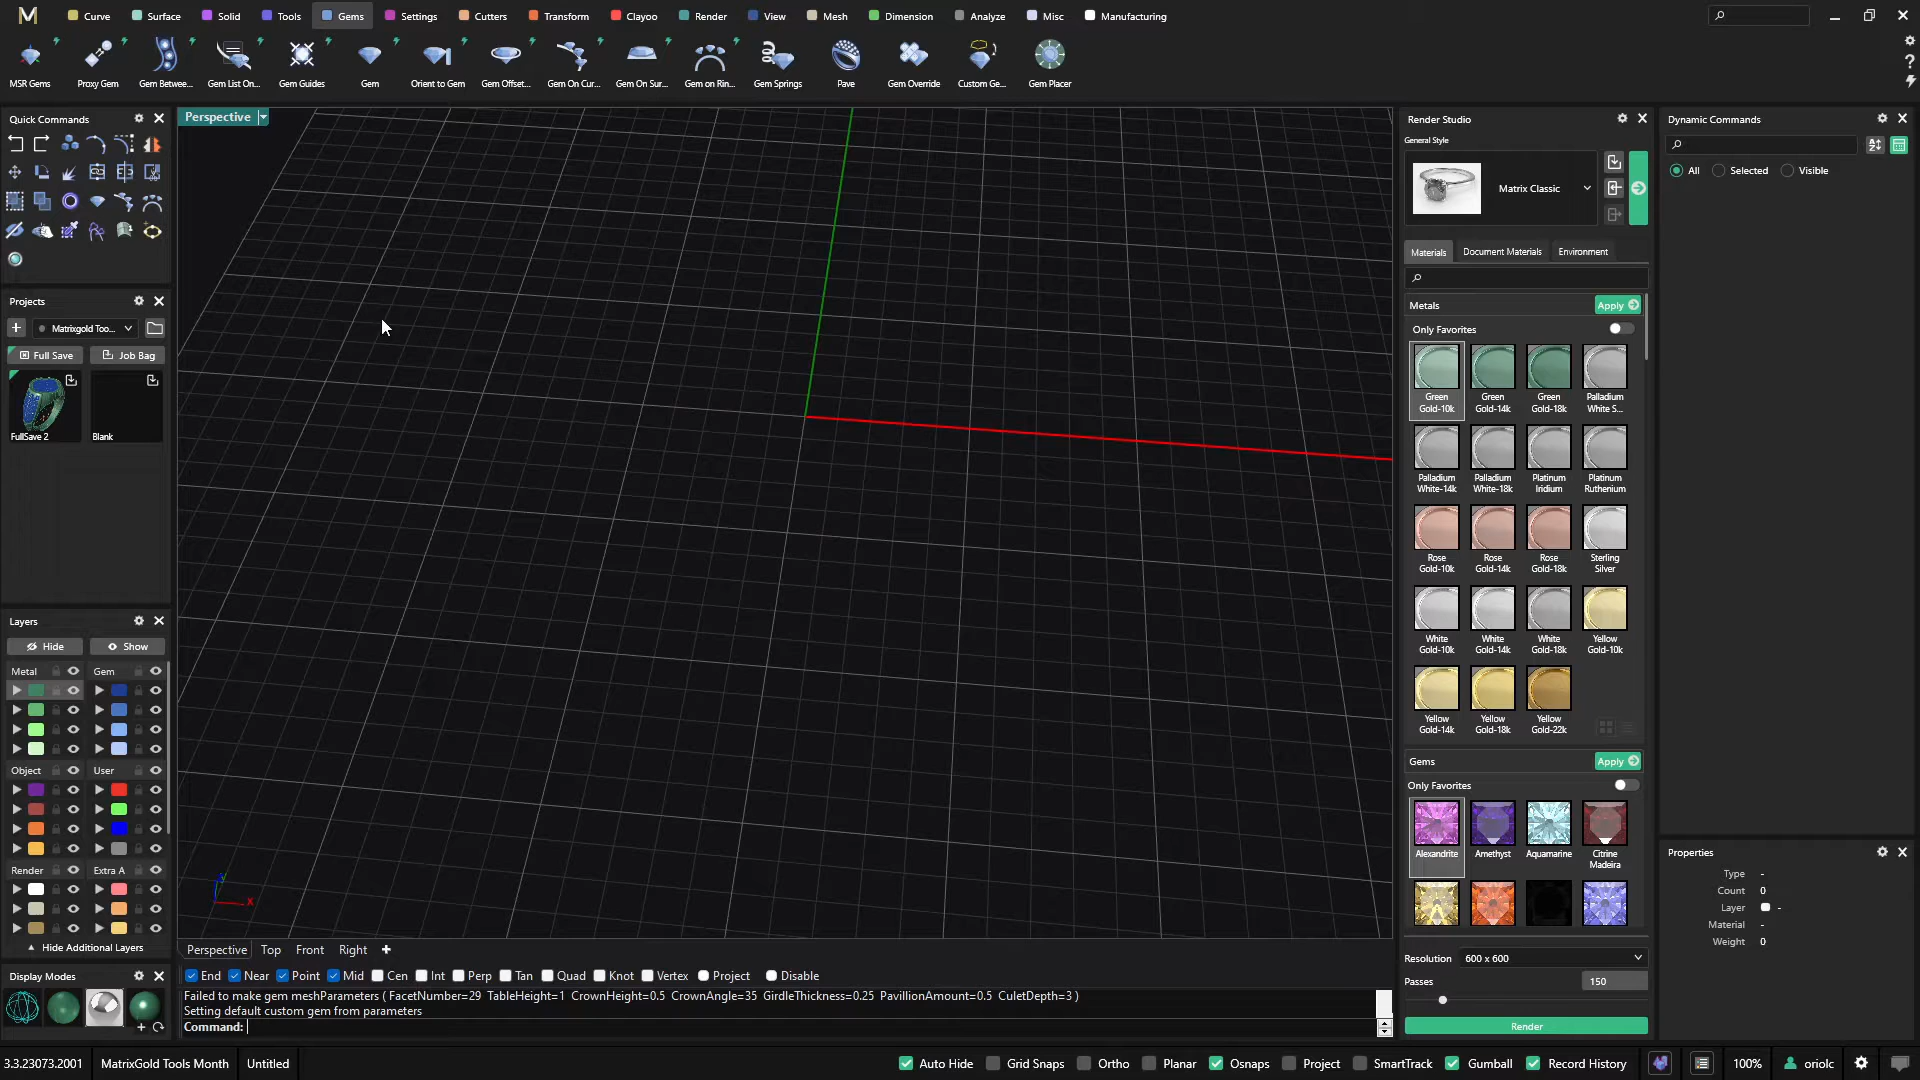 Curve Surface Solid Tools Gems Settings Cutters Transform Clayoo Render View Mesh Dimension Analyze Misc Manufacturing
MSR Gems Proxy Gem Gem Betwee... Gem List On... Gem Guides Gem Orient to Gem Gem Offset... Gem On Cur... Gem On Sur... Gem on Rin... Gem Springs Pave Gem Override Custom Ge... Gem Placer
Quick Commands
Projects
Matrixgold Too...
Full Save Job Bag
FullSave 2 Blank
Layers
Hide Show
Metal Gem
Object User
Render Extra A
Hide Additional Layers
Display Modes
Perspective
y
x
Perspective Top Front Right
End Near Point Mid Cen Int Perp Tan Quad Knot Vertex Project Disable
Failed to make gem meshParameters ( FacetNumber=29 TableHeight=1 CrownHeight=0.5 CrownAngle=35 GirdleThickness=0.25 PavillionAmount=0.5 CuletDepth=3 )
Setting default custom gem from parameters
Command:
Render Studio
General Style
Matrix Classic
Materials Document Materials Environment
Metals Apply
Only Favorites
Green Gold-10k
Green Gold-14k
Green Gold-18k
Palladium White S...
Palladium White-14k
Palladium White-18k
Platinum Iridium
Platinum Ruthenium
Rose Gold-10k
Rose Gold-14k
Rose Gold-18k
Sterling Silver
White Gold-10k
White Gold-14k
White Gold-18k
Yellow Gold-10k
Yellow Gold-14k
Yellow Gold-18k
Yellow Gold-22k
Gems Apply
Only Favorites
Alexandrite
Amethyst
Aquamarine
Citrine Madeira
Resolution 600 x 600
Passes 150
Render
Dynamic Commands
All Selected Visible
Properties
Type -
Count 0
Layer -
Material -
Weight 0
3.3.23073.2001 MatrixGold Tools Month Untitled Auto Hide Grid Snaps Ortho Planar Osnaps Project SmartTrack Gumball Record History 100% oriolc